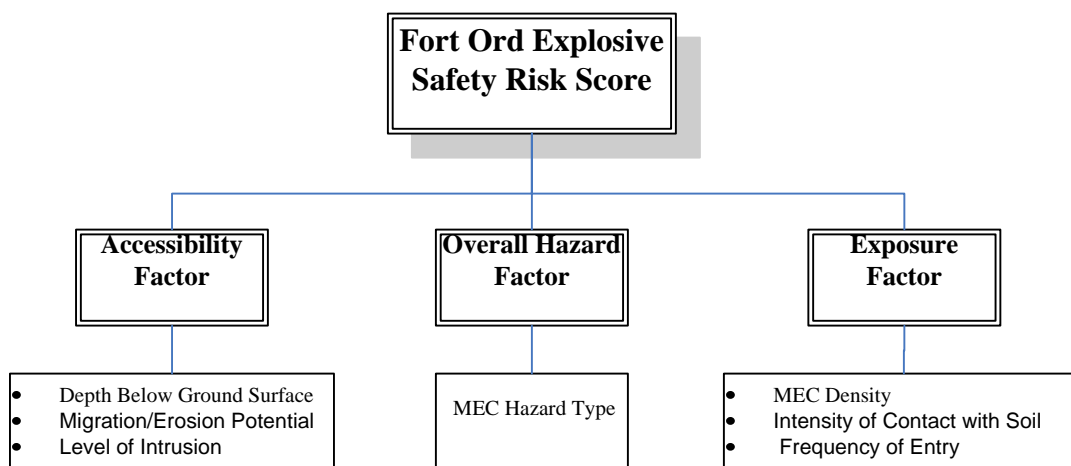 Fort Ord Explosive
Safety Risk Score
Accessibility
Factor
Overall Hazard
Factor
Exposure
Factor
• Depth Below Ground Surface
• Migration/Erosion Potential
• Level of Intrusion
MEC Hazard Type
• MEC Density
• Intensity of Contact with Soil
• Frequency of Entry